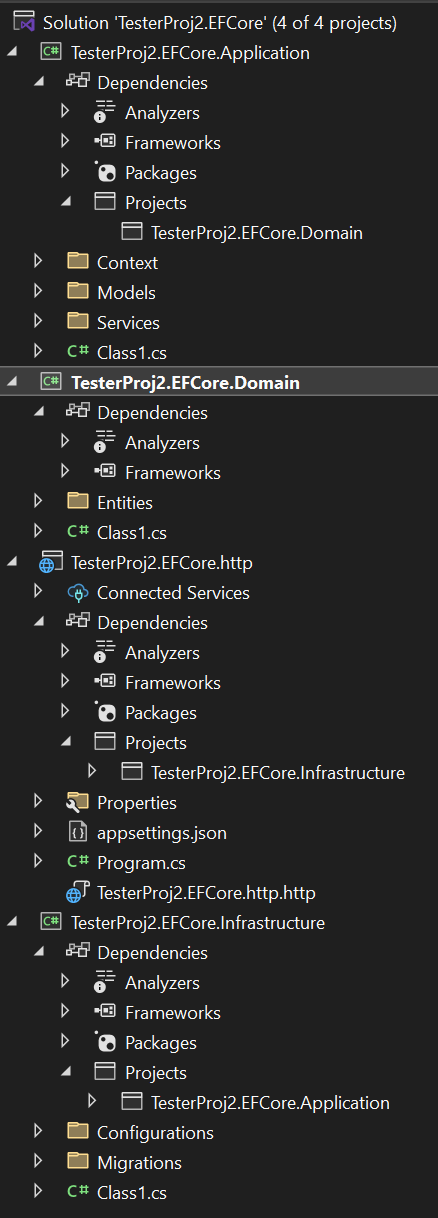 Solution 'TesterProj2.EFCore' (4 of 4 projects)
C# TesterProj2.EFCore.Application
Dependencies
Analyzers
Frameworks
Packages
Projects
TesterProj2.EFCore.Domain
Context
Models
Services
C# Class1.cs
C# TesterProj2.EFCore.Domain
Dependencies
Analyzers
Frameworks
Entities
C# Class1.cs
TesterProj2.EFCore.http
Connected Services
Dependencies
Analyzers
Frameworks
Packages
Projects
TesterProj2.EFCore.Infrastructure
Properties
appsettings.json
C# Program.cs
TesterProj2.EFCore.http.http
C# TesterProj2.EFCore.Infrastructure
Dependencies
Analyzers
Frameworks
Packages
Projects
TesterProj2.EFCore.Application
Configurations
Migrations
C# Class1.cs